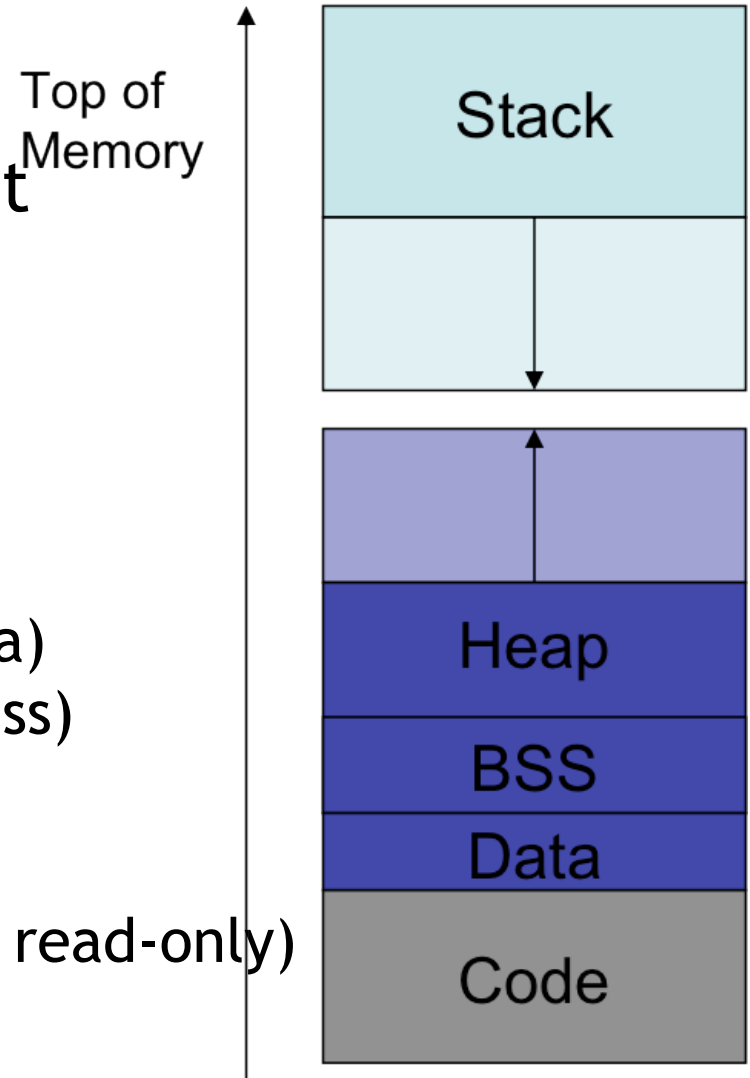 Top of
Memory
t
Stack
Heap
a)
ss)
BSS
Data
read-only)
Code